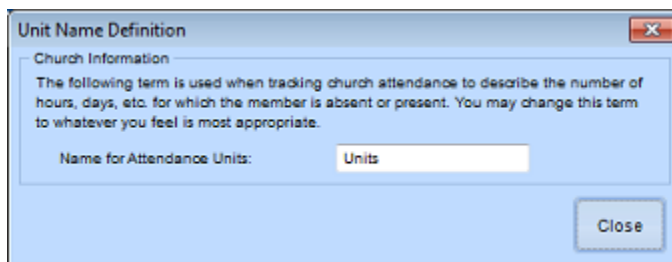 Unit Name Definition
Church Information
The following term is used when tracking church attendance to describe the number of
hours, days, etc. for which the member is absent or present. You may change this term
to whatever you feel is most appropriate.
Name for Attendance Units: Units
Close